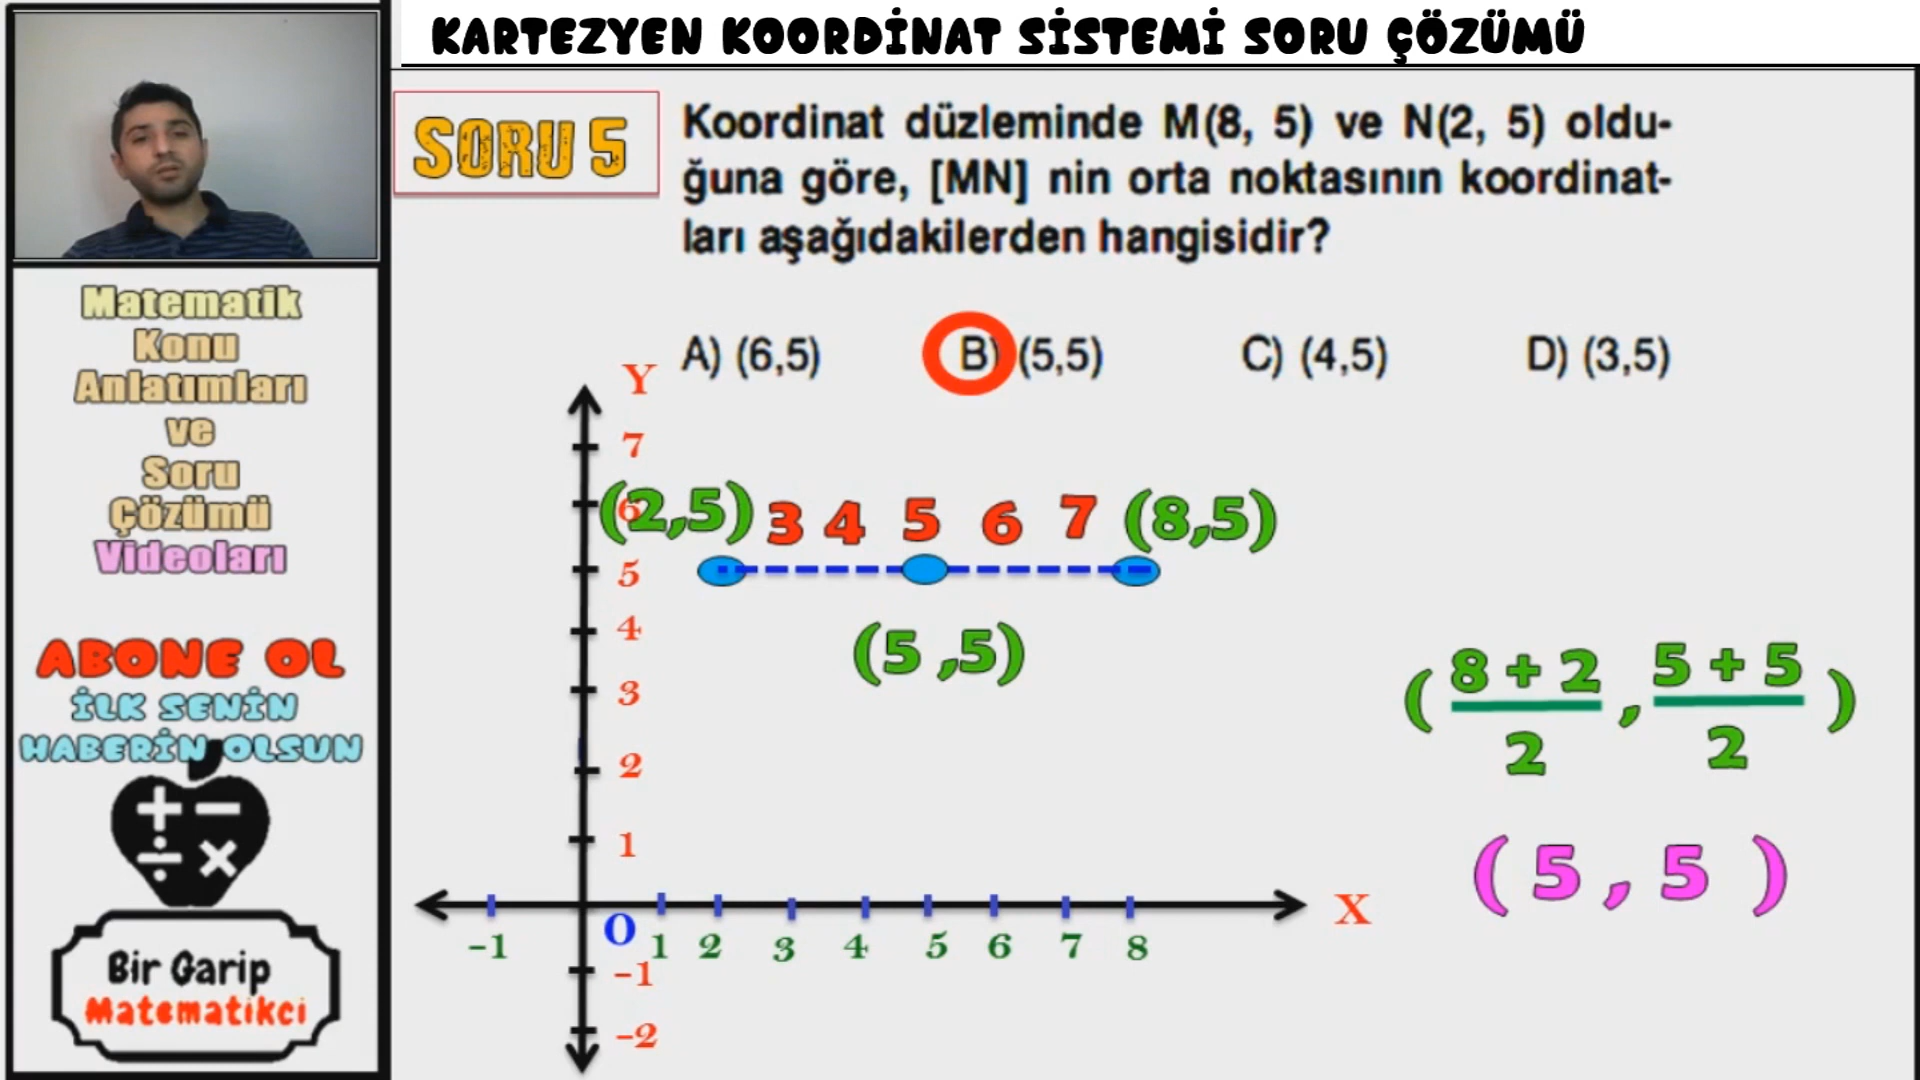 KARTEZYEN KOORDİNAT SİSTEMİ SORU ÇÖZÜMÜ
SORU 5
Koordinat düzleminde M(8, 5) ve N(2, 5) oldu-
ğuna göre, [MN] nin orta noktasının koordinat-
ları aşağıdakilerden hangisidir?
A) (6,5) B) (5,5) C) (4,5) D) (3,5)
Matematik
Konu
Anlatımları
ve
Soru
Çözümü
Videoları
ABONE OL
İLK SENİN
HABERİN OLSUN
+ −
÷ ×
Bir Garip
Matematikci
Y
7
6
(2,5) 3 4 5 6 7 (8,5)
5
4
(5 ,5)
3
2
1
O
X
-1 1 2 3 4 5 6 7 8
-1
-2
( 8 + 2 , 5 + 5 )
2 2
( 5 , 5 )